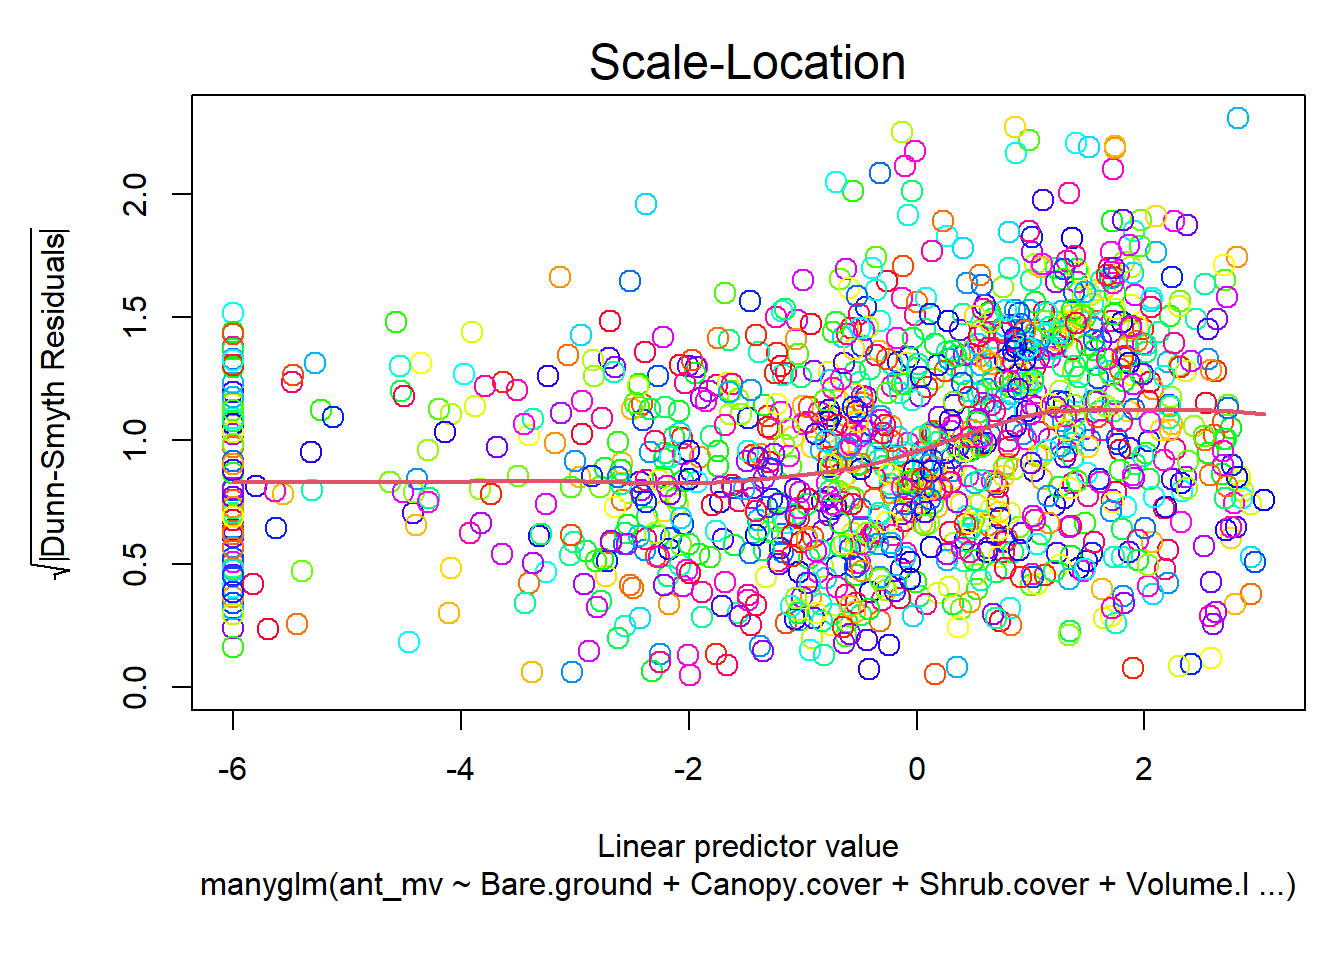 Scale-Location
√|Dunn-Smyth Residuals|
2.0
1.5
1.0
0.5
0.0
-6 -4 -2 0 2
Linear predictor value
manyglm(ant_mv ~ Bare.ground + Canopy.cover + Shrub.cover + Volume.l ...)